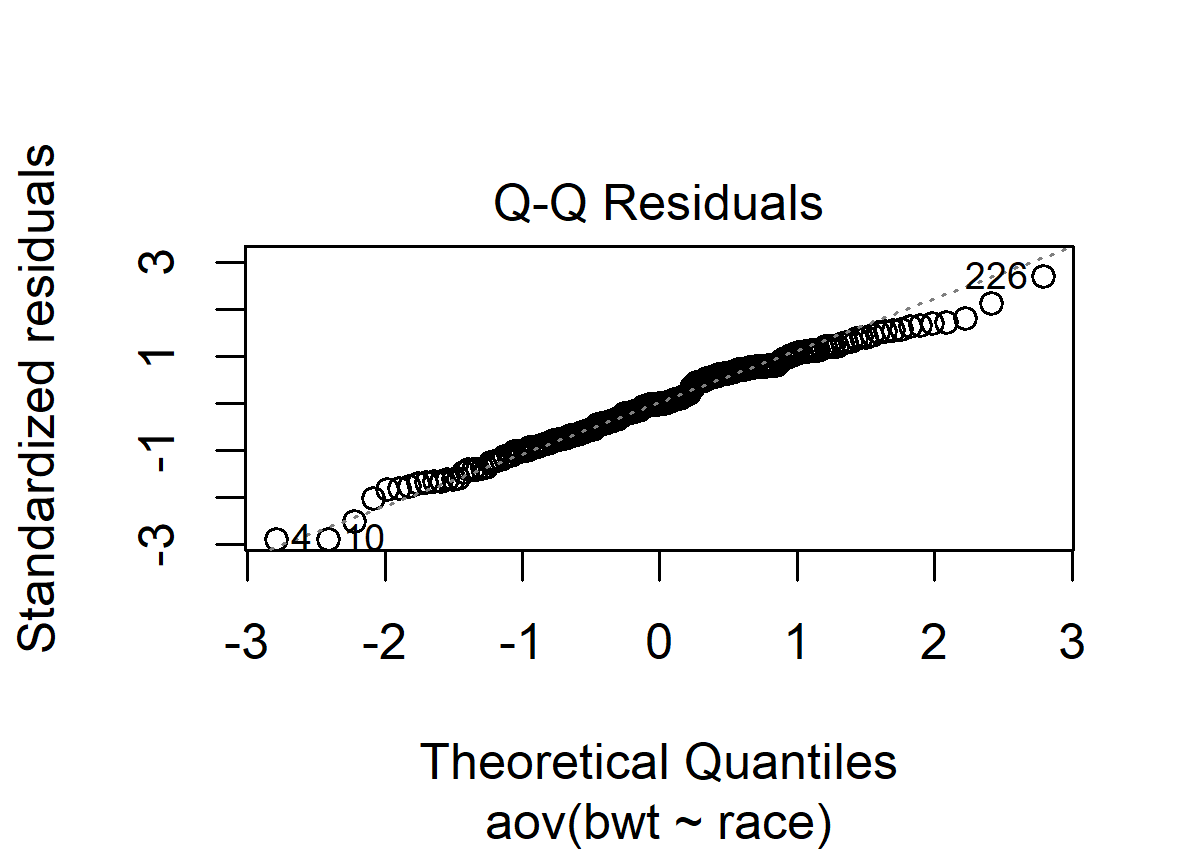 Q-Q Residuals
Standardized residuals
3
1
-1
-3
226
4
10
-3 -2 -1 0 1 2 3
Theoretical Quantiles
aov(bwt ~ race)